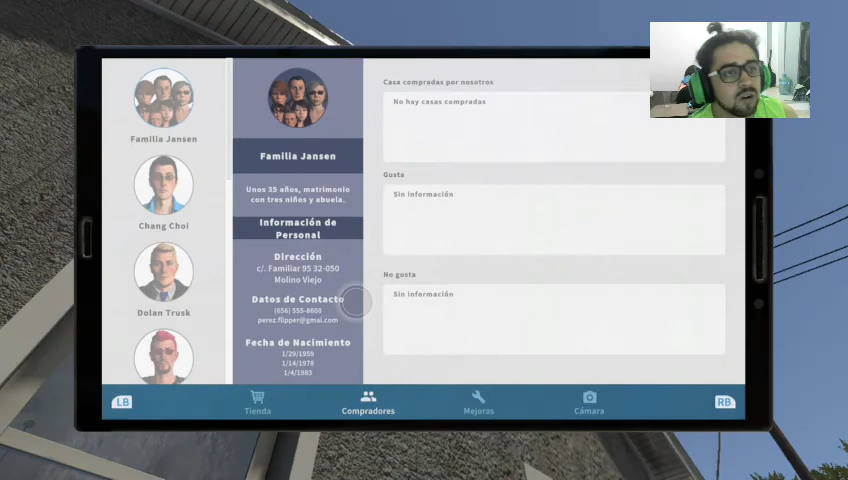 Familia Jansen
Chang Choi
Dolan Trusk
Familia Jansen
Unos 35 años, matrimonio
con tres niños y abuela.
Información de
Personal
Dirección
c/. Familiar 95 32-050
Molino Viejo
Datos de Contacto
(656) 555-8608
perez.flipper@gmai.com
Fecha de Nacimiento
1/29/1959
1/14/1978
1/4/1983
Casa compradas por nosotros
No hay casas compradas
Gusta
Sin información
No gusta
Sin información
LB
Tienda
Compradores
Mejoras
Cámara
RB